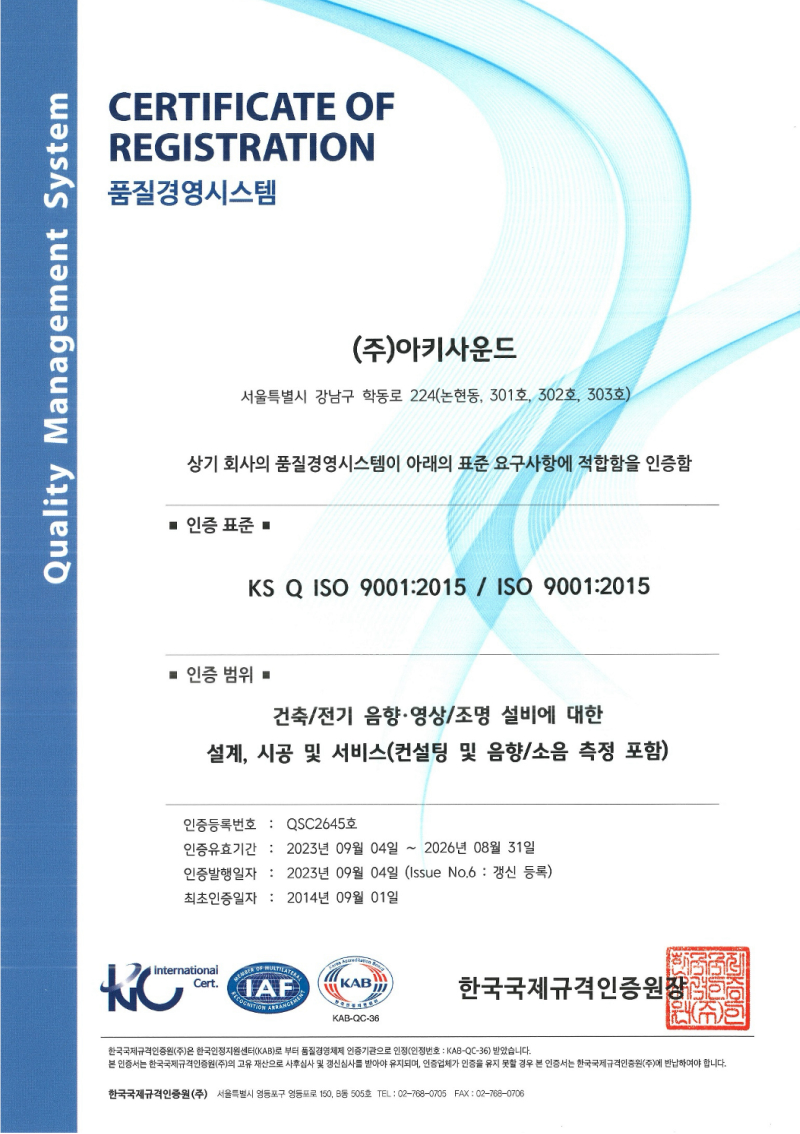 Quality Management System
CERTIFICATE OF
REGISTRATION
품질경영시스템
(주)아키사운드
서울특별시 강남구 학동로 224(논현동, 301호, 302호, 303호)
상기 회사의 품질경영시스템이 아래의 표준 요구사항에 적합함을 인증함
■ 인증 표준 ■
KS Q ISO 9001:2015 / ISO 9001:2015
■ 인증 범위 ■
건축/전기 음향·영상/조명 설비에 대한
설계, 시공 및 서비스(컨설팅 및 음향/소음 측정 포함)
인증등록번호 : QSC2645호
인증유효기간 : 2023년 09월 04일 ~ 2026년 08월 31일
인증발행일자 : 2023년 09월 04일 (Issue No.6 : 갱신 등록)
최초인증일자 : 2014년 09월 01일
International
Cert.
MEMBER OF MULTILATERAL
IAF
RECOGNITION ARRANGEMENT
Korea Accreditation Board
KAB
KAB-QC-36
한국국제규격인증원장
한국국제규격인증원(주)은 한국인정지원센터(KAB)로 부터 품질경영체제 인증기관으로 인정(인정번호 : KAB-QC-36) 받았습니다.
본 인증서는 한국국제규격인증원(주)의 고유 재산으로 사후심사 및 갱신심사를 받아야 유지되며, 인증업체가 인증을 유지 못할 경우 본 인증서는 한국국제규격인증원(주)에 반납하여야 합니다.
한국국제규격인증원(주) 서울특별시 영등포구 영등포로 150, B동 505호 TEL : 02-768-0705 FAX : 02-768-0706